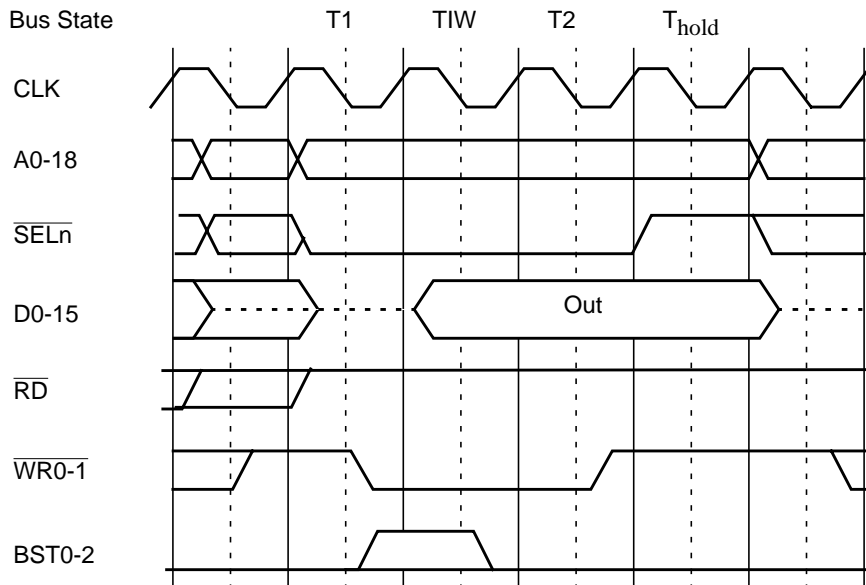 Bus State T1 TIW T2 Thold
CLK
A0-18
SELn
D0-15 Out
RD
WR0-1
BST0-2